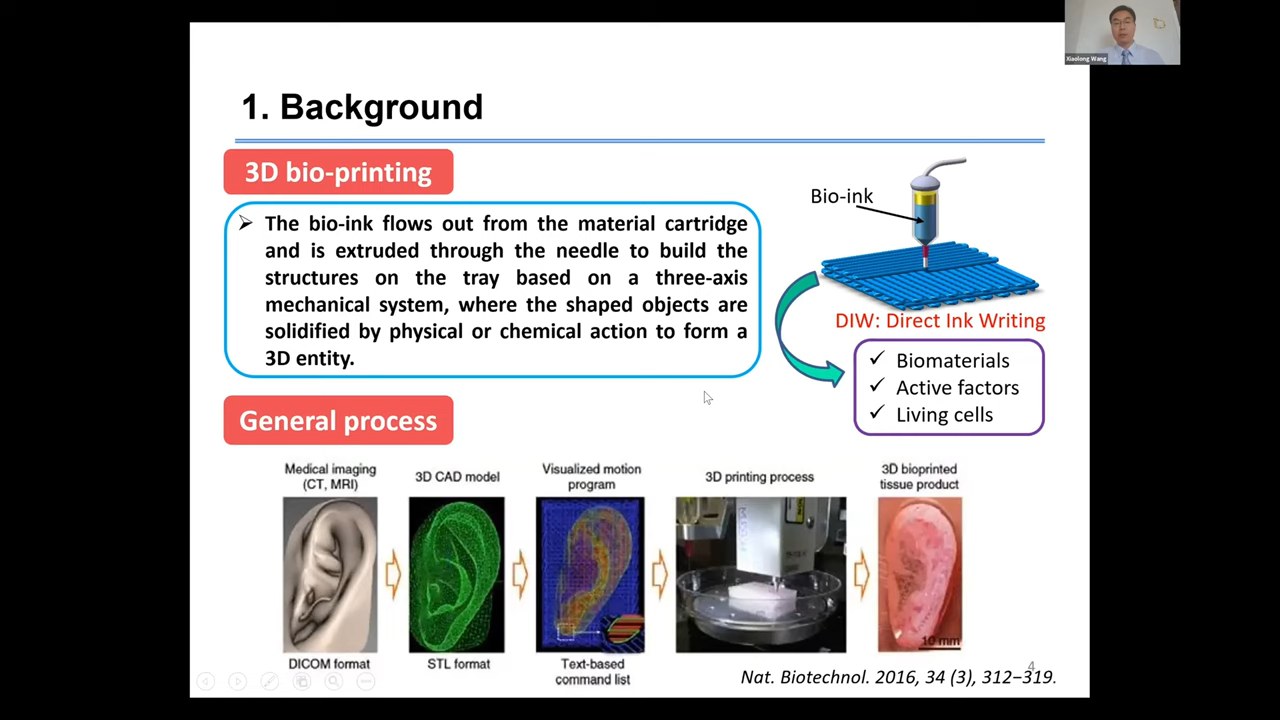 Xiaolong Wang
1. Background
3D bio-printing
➢ The bio-ink flows out from the material cartridge
and is extruded through the needle to build the
structures on the tray based on a three-axis
mechanical system, where the shaped objects are
solidified by physical or chemical action to form a
3D entity.
Bio-ink
DIW: Direct Ink Writing
✓ Biomaterials
✓ Active factors
✓ Living cells
General process
Medical imaging
(CT, MRI)
DICOM format
3D CAD model
STL format
Visualized motion
program
Text-based
command list
3D printing process
3D bioprinted
tissue product
10 mm
4
Nat. Biotechnol. 2016, 34 (3), 312−319.